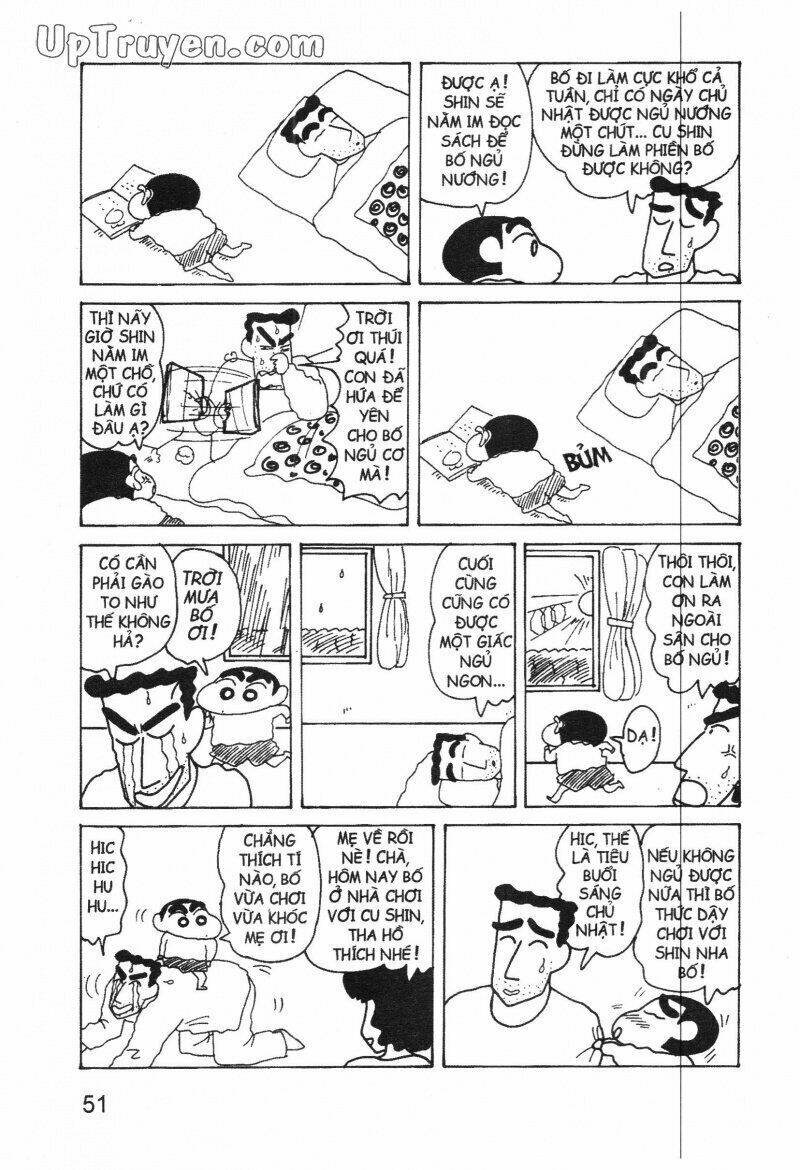 UpTruyen.com
BỐ ĐI LÀM CỰC KHỔ CẢ
TUẦN, CHỈ CÓ NGÀY CHỦ
NHẬT ĐƯỢC NGỦ NƯỚNG
MỘT CHÚT... CU SHIN
ĐỪNG LÀM PHIỀN BỐ
ĐƯỢC KHÔNG?
ĐƯỢC Ạ!
SHIN SẼ
NẰM IM ĐỌC
SÁCH ĐỂ
BỐ NGỦ
NƯỚNG!
BỦM
TRỜI
ƠI THÚI
QUÁ!
CON ĐÃ
HỨA ĐỂ
YÊN
CHO BỐ
NGỦ CƠ
MÀ!
THÌ NÃY
GIỜ SHIN
NẰM IM
MỘT CHỖ,
CHỨ CÓ
LÀM GÌ
ĐÂU Ạ?
THÔI THÔI,
CON LÀM
ƠN RA
NGOÀI
SÂN CHO
BỐ NGỦ!
DẠ!
CUỐI
CÙNG
CŨNG CÓ
ĐƯỢC
MỘT GIẤC
NGỦ
NGON...
TRỜI
MƯA
BỐ
ƠI!
CÓ CẦN
PHẢI GÀO
TO NHƯ
THẾ KHÔNG
HẢ?
NẾU KHÔNG
NGỦ ĐƯỢC
NỮA THÌ BỐ
THỨC DẬY
CHƠI VỚI
SHIN NHA
BỐ!
HIC, THẾ
LÀ TIÊU
BUỔI
SÁNG
CHỦ
NHẬT!
MẸ VỀ RỒI
NÈ! CHÀ,
HÔM NAY BỐ
Ở NHÀ CHƠI
VỚI CU SHIN,
THA HỒ
THÍCH NHÉ!
CHẲNG
THÍCH TÍ
NÀO, BỐ
VỪA CHƠI
VỪA KHÓC
MẸ ƠI!
HIC
HIC
HU
HU...
51